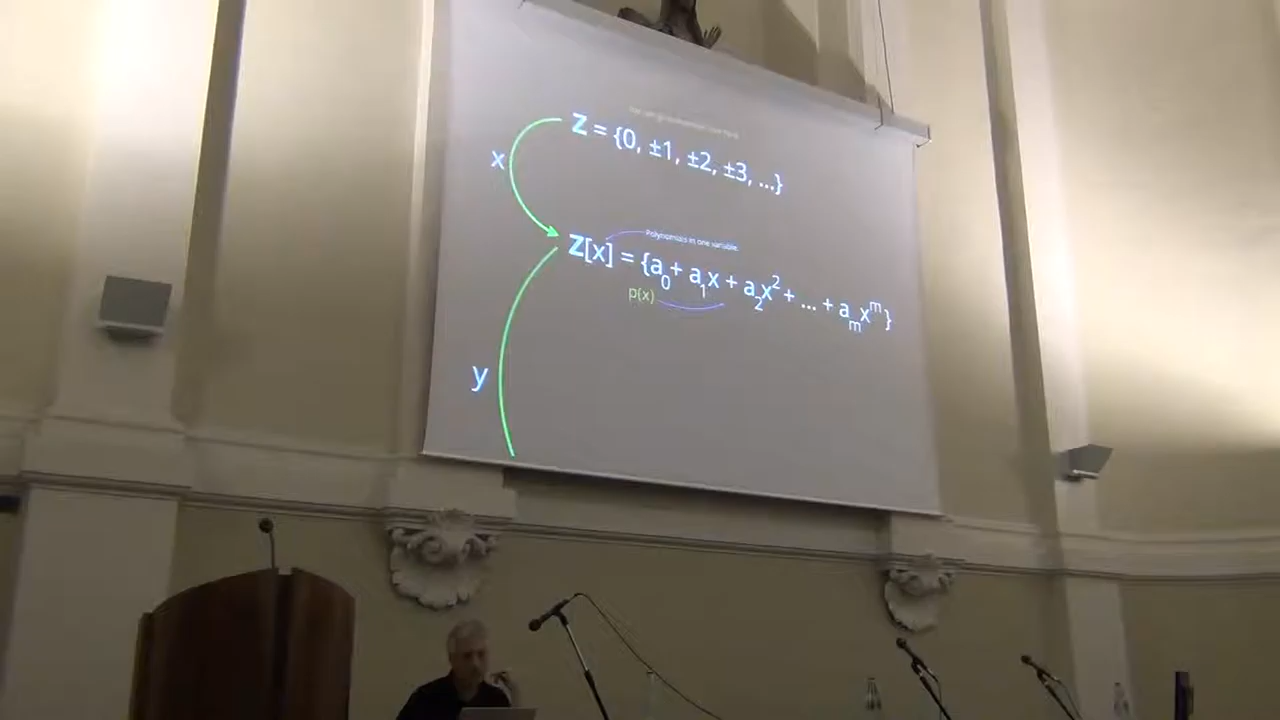 Z = {0, ±1, ±2, ±3, ...}
x
Polynomials in one variable.
Z[x] = {a₀ + a₁x + a₂x² + ... + aₘxᵐ}
p(x)
y